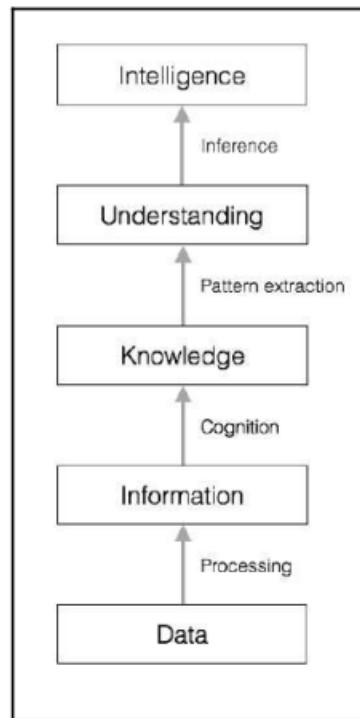 Intelligence
Inference
Understanding
Pattern extraction
Knowledge
Cognition
Information
Processing
Data